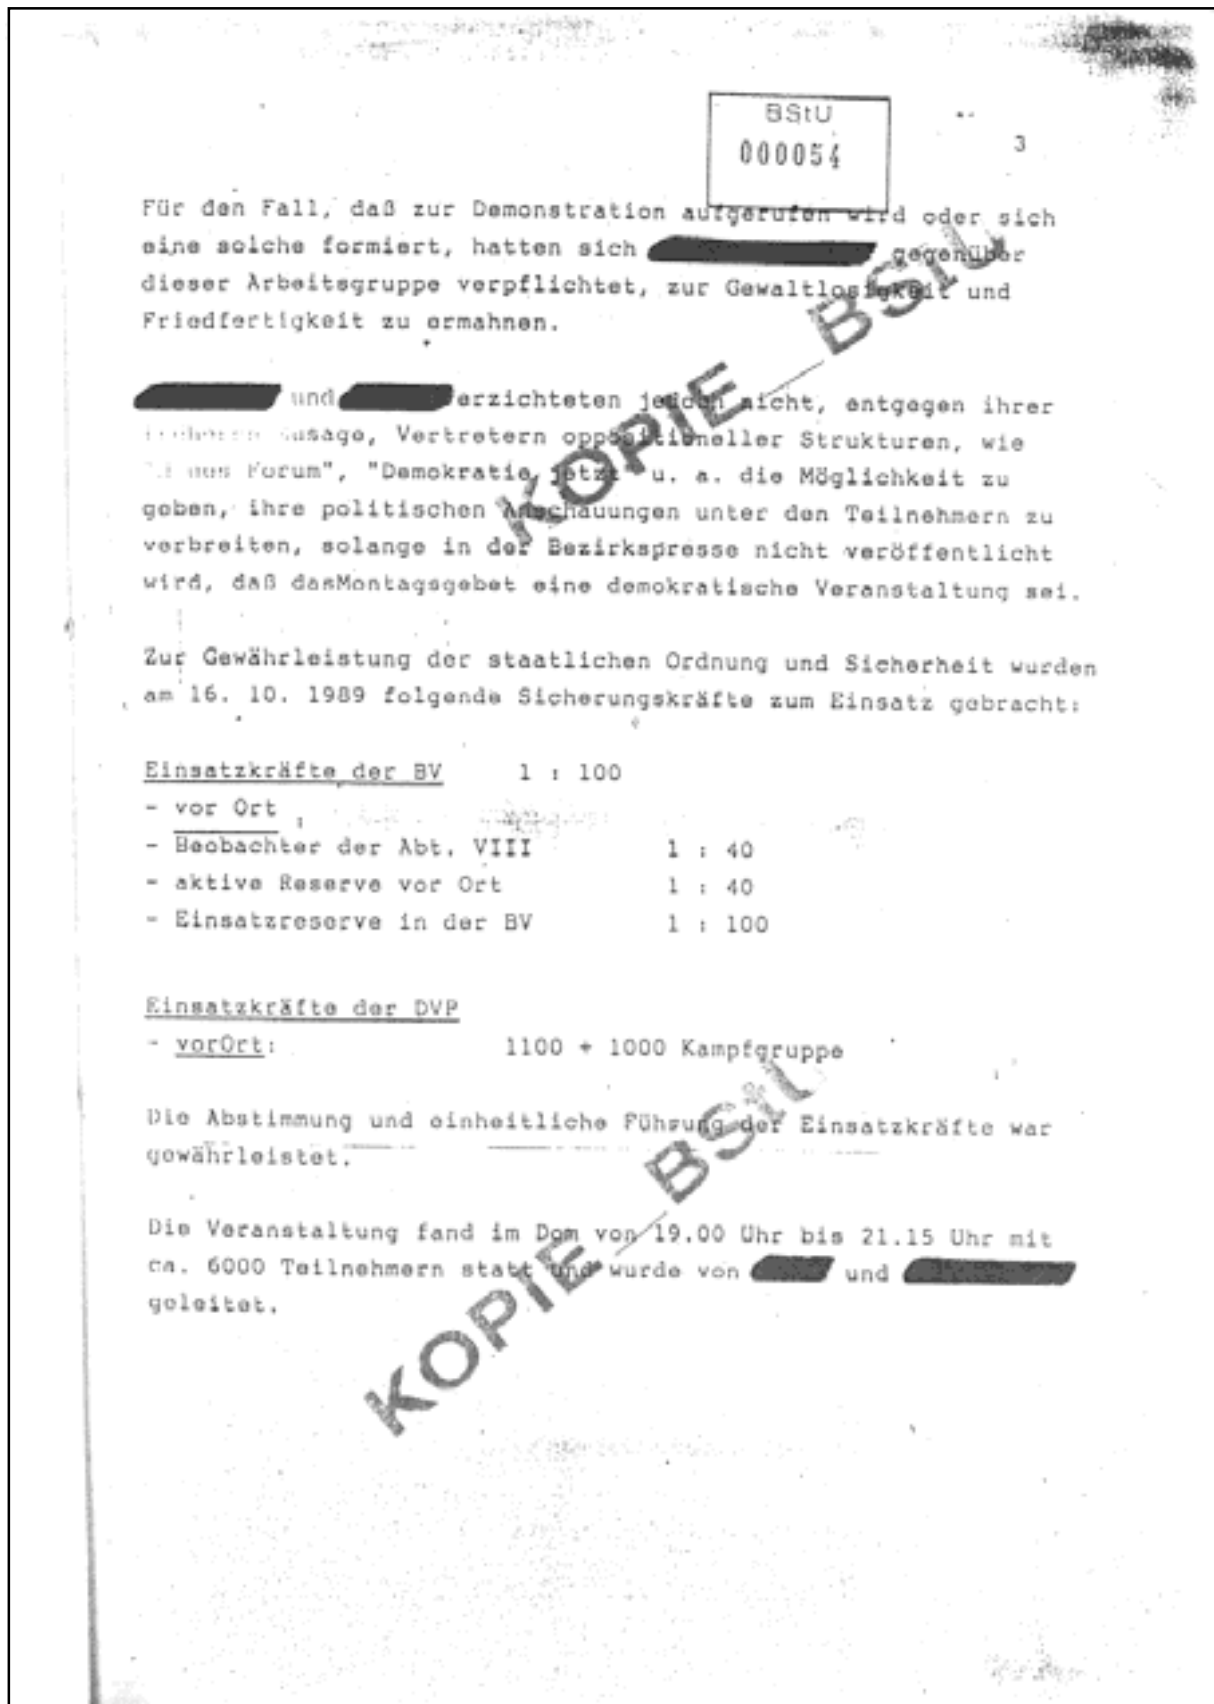 BStU
000054
3
Für den Fall, daß zur Demonstration aufgerufen wird oder sich
eine solche formiert, hatten sich gegenüber
dieser Arbeitsgruppe verpflichtet, zur Gewaltlosigkeit und
Friedfertigkeit zu ermahnen.
und erzichteten jedoch nicht, entgegen ihrer
Zusage, Vertretern oppositioneller Strukturen, wie
Forum", "Demokratie jetzt" u. a. die Möglichkeit zu
geben, ihre politischen Anschauungen unter den Teilnehmern zu
verbreiten, solange in der Bezirkspresse nicht veröffentlicht
wird, daß dasMontagsgebet eine demokratische Veranstaltung sei.
Zur Gewährleistung der staatlichen Ordnung und Sicherheit wurden
am 16. 10. 1989 folgende Sicherungskräfte zum Einsatz gebracht:
Einsatzkräfte der BV 1 : 100
- vor Ort :
- Beobachter der Abt. VIII 1 : 40
- aktive Reserve vor Ort 1 : 40
- Einsatzreserve in der BV 1 : 100
Einsatzkräfte der DVP
- vorOrt: 1100 + 1000 Kampfgruppe
Die Abstimmung und einheitliche Führung der Einsatzkräfte war
gewährleistet.
Die Veranstaltung fand im Dom von 19.00 Uhr bis 21.15 Uhr mit
ca. 6000 Teilnehmern statt und wurde von und
geleitet.
KOPIE BStU
KOPIE BStU